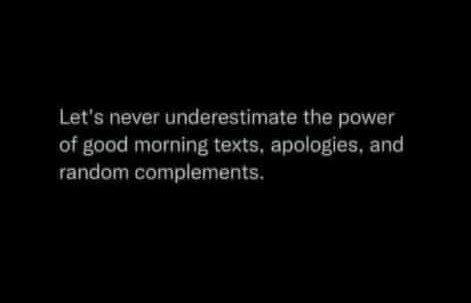 Let's never underestimate the power
of good morning texts, apologies, and
random complements.